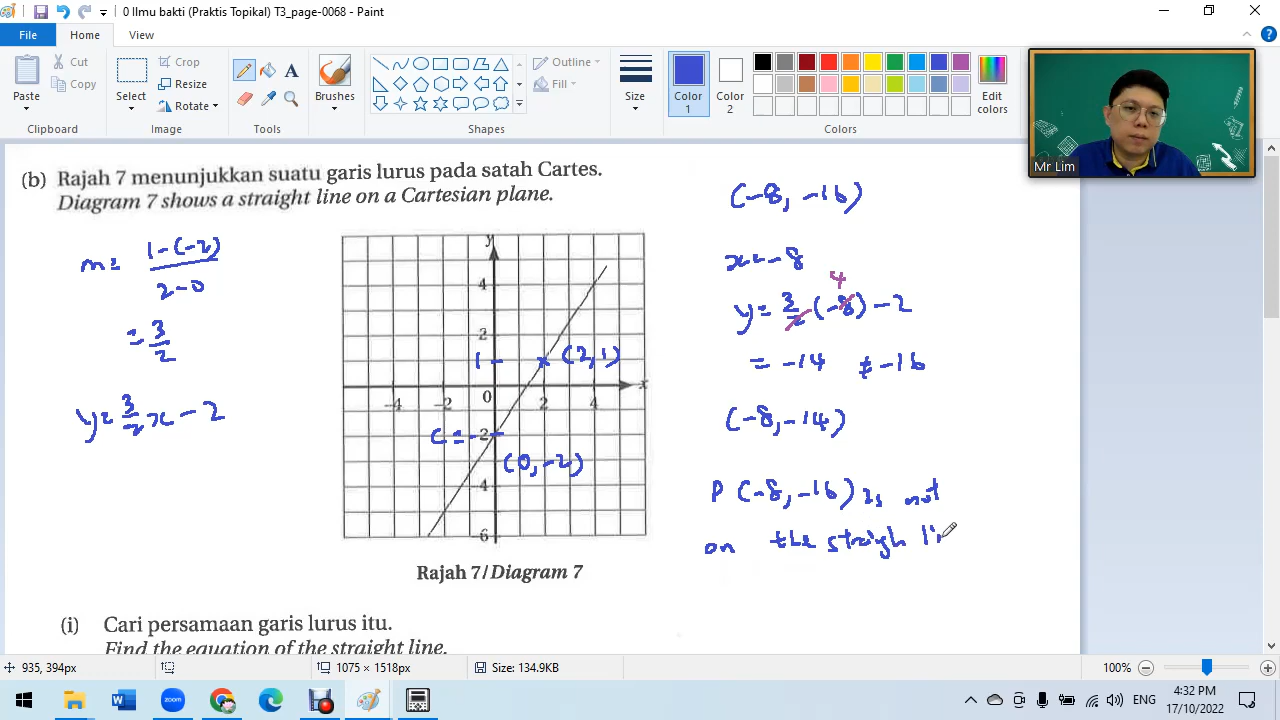 0 Ilmu bakti (Praktis Topikal) T3_page-0068 - Paint
File Home View
Paste
Cut
Copy
Clipboard
Select
Crop
Resize
Rotate
Image
A
Tools
Brushes
Outline
Fill
Shapes
Size
Color 1
Color 2
Edit colors
Colors
Mr Lim
(b) Rajah 7 menunjukkan suatu garis lurus pada satah Cartes.
Diagram 7 shows a straight line on a Cartesian plane.
m = 1-(-2) / 2-0
= 3/2
y = 3/2 x - 2
y
4
2
1
(2, 1)
x
-4 -2 0 2 4
c = -2
(0, -2)
-4
-6
Rajah 7/Diagram 7
(-8, -16)
x = -8
4
y = 3/2 (-8) - 2
= -14 ≠ -16
(-8, -14)
P (-8, -16) is not
on the straigh li
(i) Cari persamaan garis lurus itu.
Find the equation of the straight line.
935, 394px
1075 × 1518px
Size: 134.9KB
100%
W
zoom
ENG
4:32 PM
17/10/2022